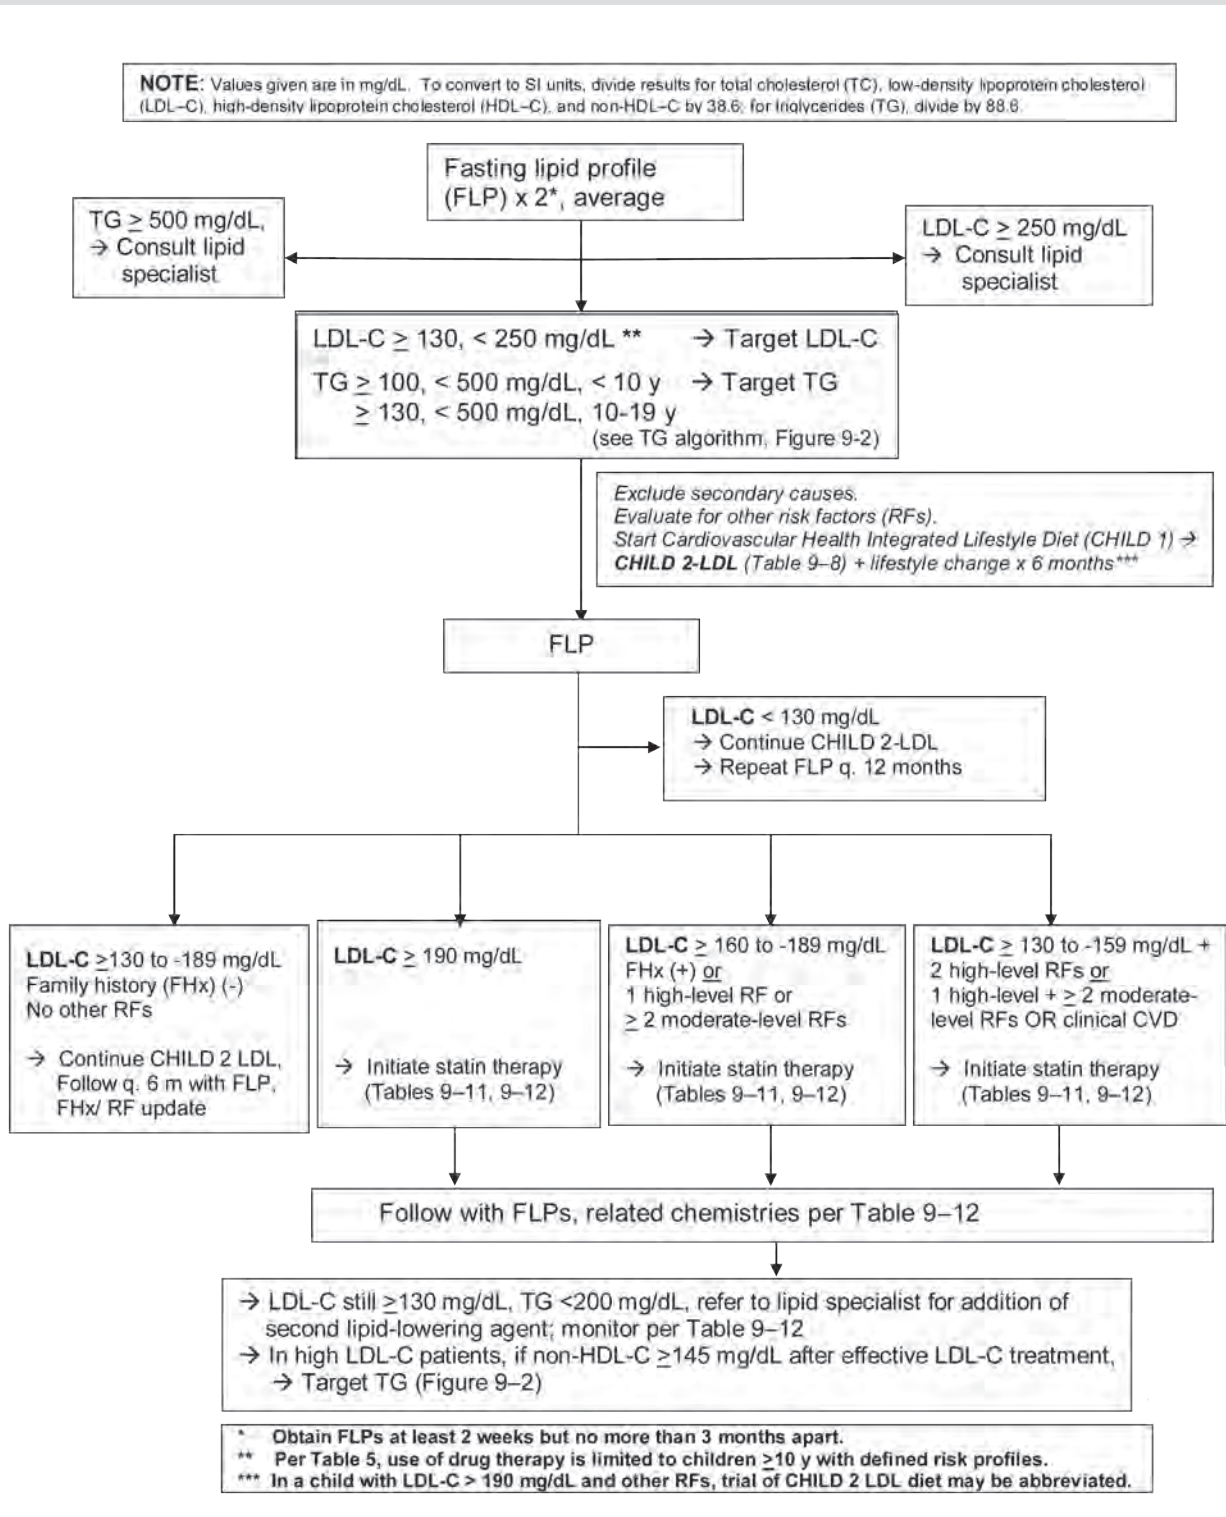 NOTE: Values given are in mg/dL. To convert to SI units, divide results for total cholesterol (TC), low-density lipoprotein cholesterol
(LDL–C), high-density lipoprotein cholesterol (HDL–C), and non-HDL–C by 38.6; for triglycerides (TG), divide by 88.6.
Fasting lipid profile
(FLP) x 2*, average
TG ≥ 500 mg/dL,
→ Consult lipid
specialist
LDL-C ≥ 250 mg/dL
→ Consult lipid
specialist
LDL-C ≥ 130, < 250 mg/dL ** → Target LDL-C
TG ≥ 100, < 500 mg/dL, < 10 y → Target TG
≥ 130, < 500 mg/dL, 10-19 y
(see TG algorithm, Figure 9-2)
Exclude secondary causes.
Evaluate for other risk factors (RFs).
Start Cardiovascular Health Integrated Lifestyle Diet (CHILD 1) →
CHILD 2-LDL (Table 9–8) + lifestyle change x 6 months***
FLP
LDL-C < 130 mg/dL
→ Continue CHILD 2-LDL
→ Repeat FLP q. 12 months
LDL-C ≥130 to -189 mg/dL
Family history (FHx) (-)
No other RFs
→ Continue CHILD 2 LDL,
Follow q. 6 m with FLP,
FHx/ RF update
LDL-C ≥ 190 mg/dL
→ Initiate statin therapy
(Tables 9–11, 9–12)
LDL-C ≥ 160 to -189 mg/dL
FHx (+) or
1 high-level RF or
≥ 2 moderate-level RFs
→ Initiate statin therapy
(Tables 9–11, 9–12)
LDL-C ≥ 130 to -159 mg/dL +
2 high-level RFs or
1 high-level + ≥ 2 moderate-
level RFs OR clinical CVD
→ Initiate statin therapy
(Tables 9–11, 9–12)
Follow with FLPs, related chemistries per Table 9–12
→ LDL-C still ≥130 mg/dL, TG <200 mg/dL, refer to lipid specialist for addition of
second lipid-lowering agent; monitor per Table 9–12
→ In high LDL-C patients, if non-HDL-C ≥145 mg/dL after effective LDL-C treatment,
→ Target TG (Figure 9–2)
* Obtain FLPs at least 2 weeks but no more than 3 months apart.
** Per Table 5, use of drug therapy is limited to children ≥10 y with defined risk profiles.
*** In a child with LDL-C > 190 mg/dL and other RFs, trial of CHILD 2 LDL diet may be abbreviated.